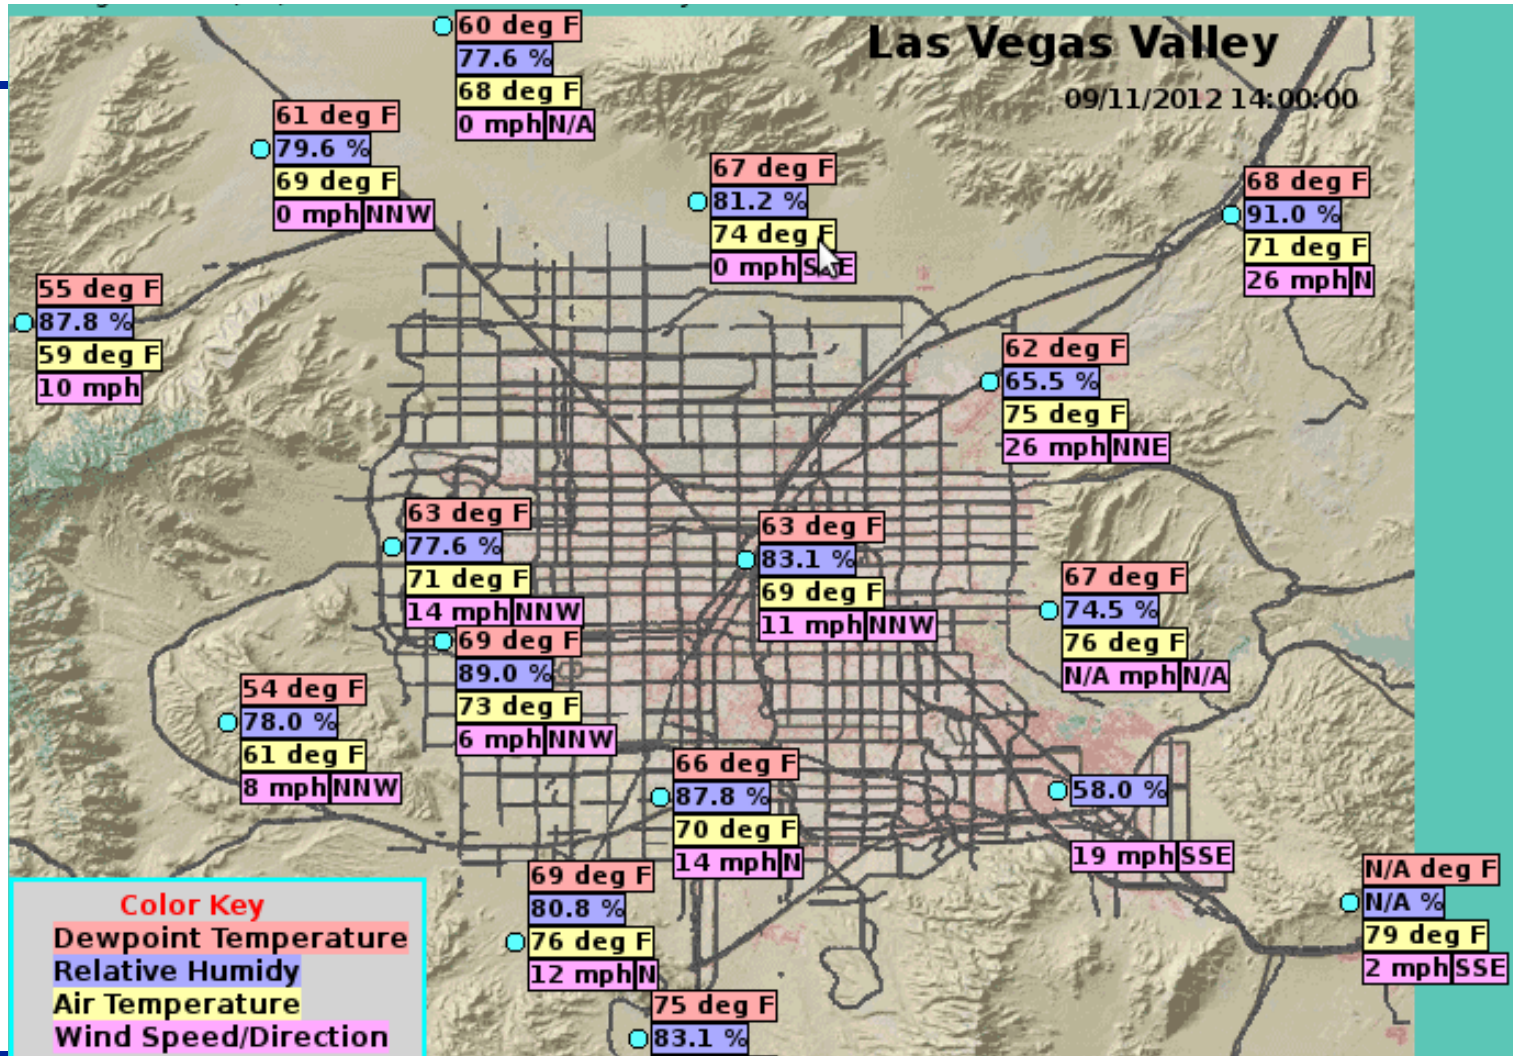 Las Vegas Valley
09/11/2012 14:00:00
60 deg F
77.6 %
68 deg F
0 mph N/A
61 deg F
79.6 %
69 deg F
0 mph NNW
67 deg F
81.2 %
74 deg F
0 mph
68 deg F
91.0 %
71 deg F
26 mph N
55 deg F
87.8 %
59 deg F
10 mph
62 deg F
65.5 %
75 deg F
26 mph NNE
63 deg F
77.6 %
71 deg F
14 mph NNW
63 deg F
83.1 %
69 deg F
11 mph NNW
67 deg F
74.5 %
76 deg F
N/A mph N/A
69 deg F
89.0 %
73 deg F
6 mph NNW
54 deg F
78.0 %
61 deg F
8 mph NNW
66 deg F
87.8 %
70 deg F
14 mph N
58.0 %
19 mph SSE
69 deg F
80.8 %
76 deg F
12 mph N
N/A deg F
N/A %
79 deg F
2 mph SSE
75 deg F
83.1 %
Color Key
Dewpoint Temperature
Relative Humidy
Air Temperature
Wind Speed/Direction